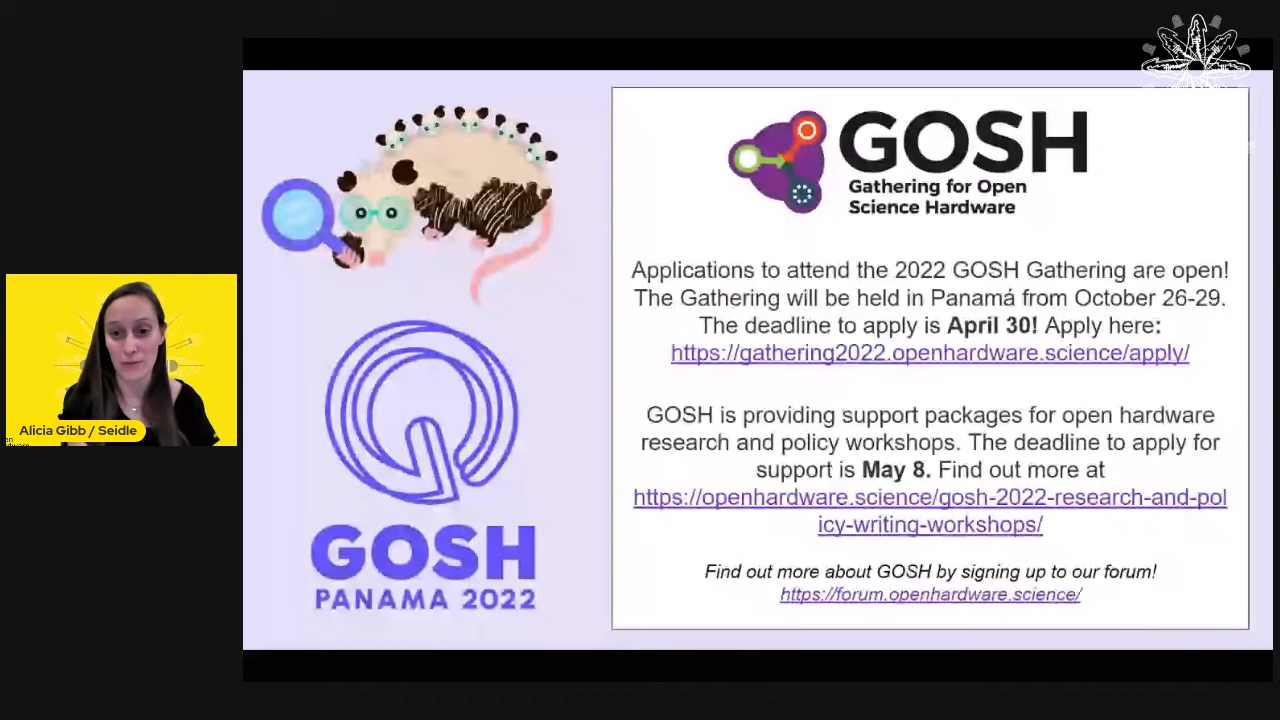 GOSH
Gathering for Open
Science Hardware
Applications to attend the 2022 GOSH Gathering are open!
The Gathering will be held in Panamá from October 26-29.
The deadline to apply is April 30! Apply here:
https://gathering2022.openhardware.science/apply/
GOSH is providing support packages for open hardware
research and policy workshops. The deadline to apply for
support is May 8. Find out more at
https://openhardware.science/gosh-2022-research-and-pol
icy-writing-workshops/
Find out more about GOSH by signing up to our forum!
https://forum.openhardware.science/
GOSH
PANAMA 2022
Alicia Gibb / Seidle